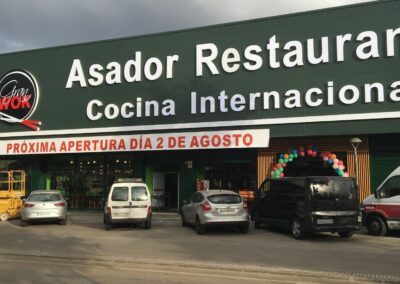 Gran
WOK
Asador Restauran
Cocina Internaciona
PRÓXIMA APERTURA DÍA 2 DE AGOSTO